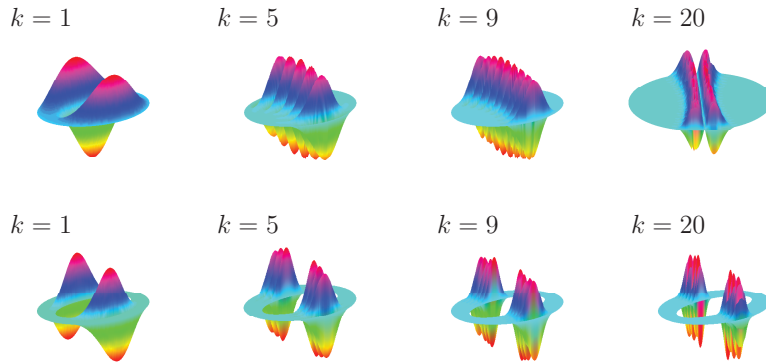 k = 1 k = 5 k = 9 k = 20
k = 1 k = 5 k = 9 k = 20